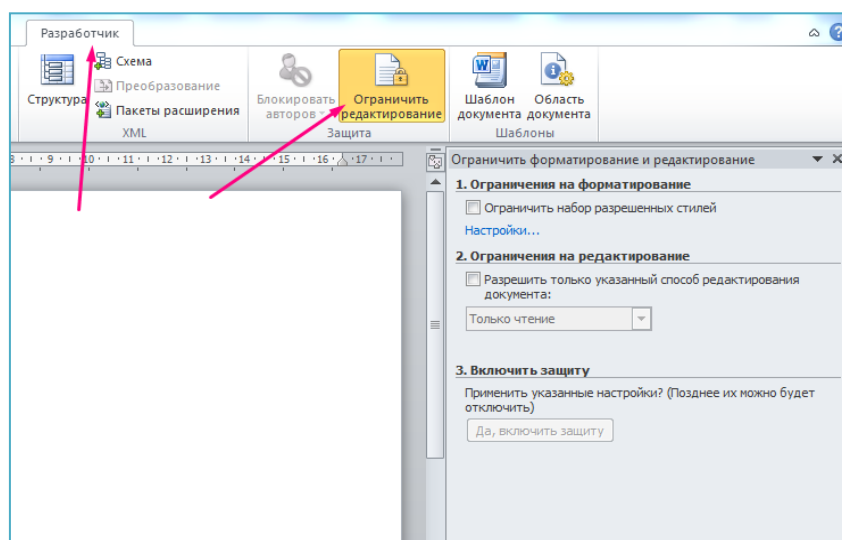 Разработчик
Схема
Преобразование
Пакеты расширения
Структура
XML
Блокировать
авторов
Ограничить
редактирование
Защита
Шаблон
документа
Область
документа
Шаблоны
8 9 10 11 12 13 14 15 16 17
Ограничить форматирование и редактирование
1. Ограничения на форматирование
Ограничить набор разрешенных стилей
Настройки...
2. Ограничения на редактирование
Разрешить только указанный способ редактирования
документа:
Только чтение
3. Включить защиту
Применить указанные настройки? (Позднее их можно будет
отключить)
Да, включить защиту